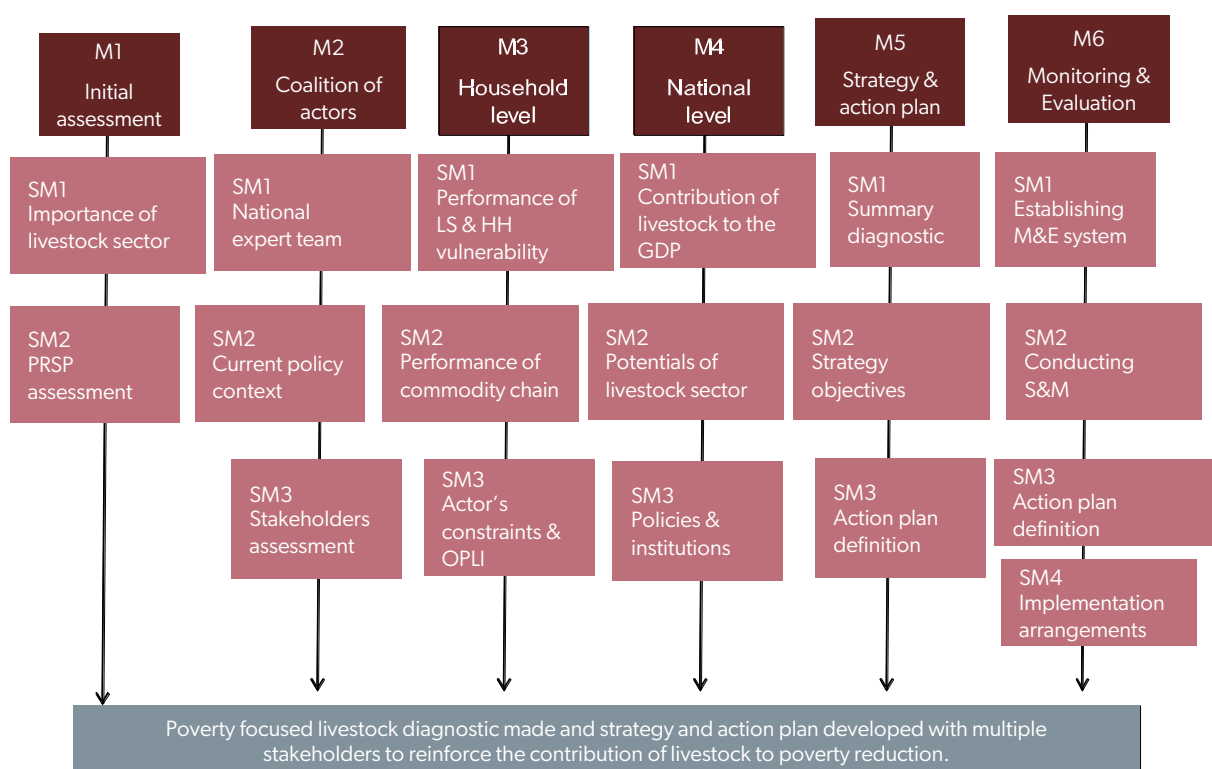 M1
Initial
assessment
SM1
Importance of
livestock sector
SM2
PRSP
assessment
M2
Coalition of
actors
SM1
National
expert team
SM2
Current policy
context
SM3
Stakeholders
assessment
M3
Household
level
SM1
Performance of
LS & HH
vulnerability
SM2
Performance of
commodity chain
SM3
Actor's
constraints &
OPLI
M4
National
level
SM1
Contribution of
livestock to the
GDP
SM2
Potentials of
livestock sector
SM3
Policies &
institutions
M5
Strategy &
action plan
SM1
Summary
diagnostic
SM2
Strategy
objectives
SM3
Action plan
definition
M6
Monitoring &
Evaluation
SM1
Establishing
M&E system
SM2
Conducting
S&M
SM3
Action plan
definition
SM4
Implementation
arrangements
Poverty focused livestock diagnostic made and strategy and action plan developed with multiple
stakeholders to reinforce the contribution of livestock to poverty reduction.